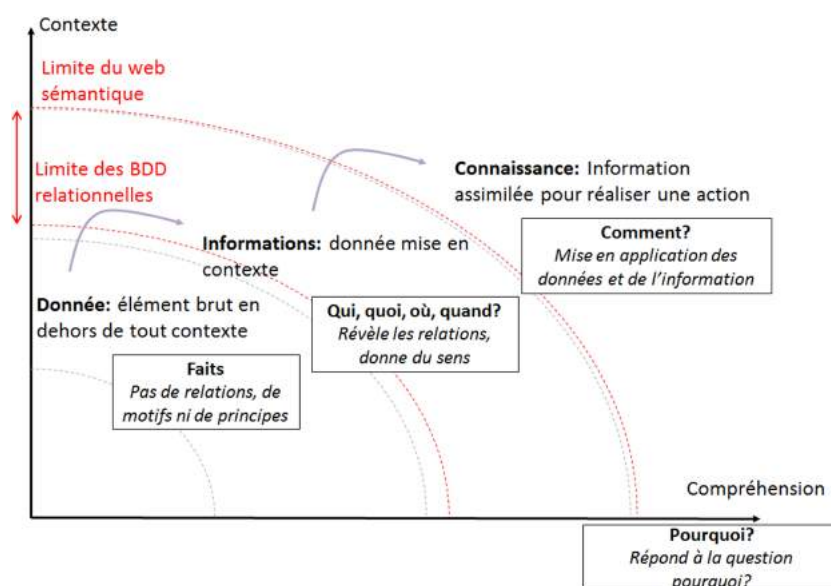 Contexte
Limite du web
sémantique
Limite des BDD
relationnelles
Connaissance: Information
assimilée pour réaliser une action
Comment?
Mise en application des
données et de l'information
Informations: donnée mise en
contexte
Qui, quoi, où, quand?
Révèle les relations,
donne du sens
Donnée: élément brut en
dehors de tout contexte
Faits
Pas de relations, de
motifs ni de principes
Compréhension
Pourquoi?
Répond à la question
pourquoi?